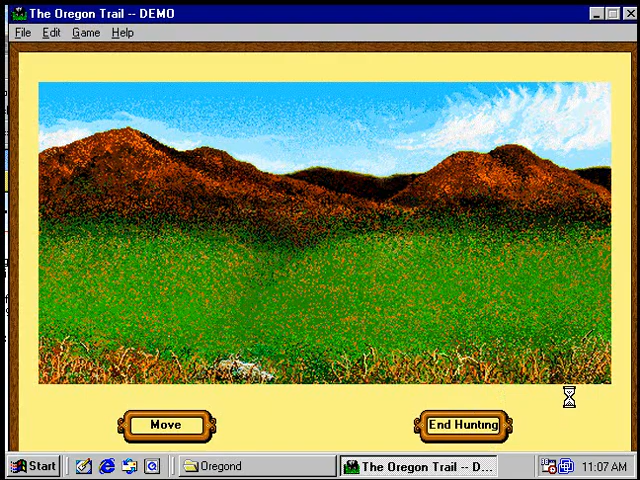 The Oregon Trail -- DEMO
File Edit Game Help
Move
End Hunting
Start
Oregond
The Oregon Trail -- D...
11:07 AM